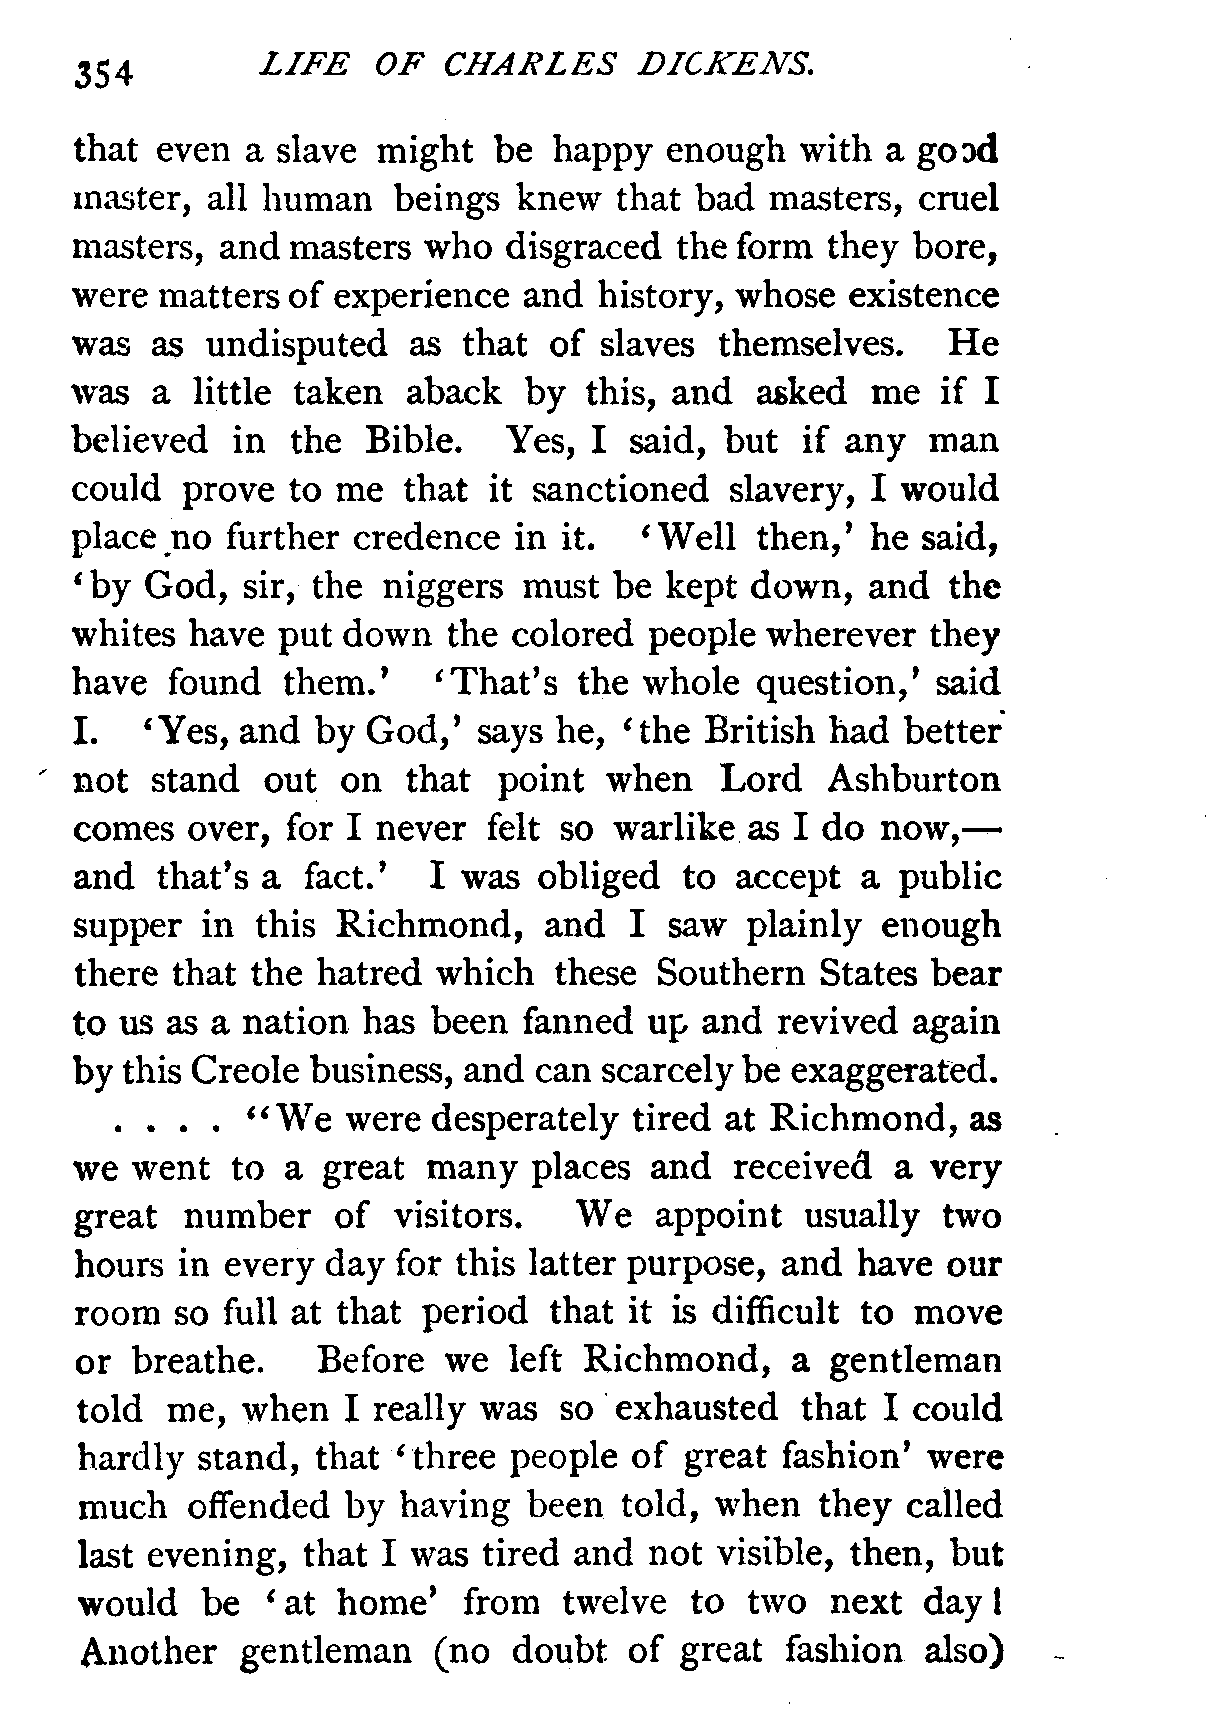 354 LIFE OF CHARLES DICKENS.
that even a slave might be happy enough with a good
master, all human beings knew that bad masters, cruel
masters, and masters who disgraced the form they bore,
were matters of experience and history, whose existence
was as undisputed as that of slaves themselves. He
was a little taken aback by this, and asked me if I
believed in the Bible. Yes, I said, but if any man
could prove to me that it sanctioned slavery, I would
place no further credence in it. ‘Well then,’ he said,
‘by God, sir, the niggers must be kept down, and the
whites have put down the colored people wherever they
have found them.’ ‘That’s the whole question,’ said
I. ‘Yes, and by God,’ says he, ‘the British had better
not stand out on that point when Lord Ashburton
comes over, for I never felt so warlike as I do now,—
and that’s a fact.’ I was obliged to accept a public
supper in this Richmond, and I saw plainly enough
there that the hatred which these Southern States bear
to us as a nation has been fanned up and revived again
by this Creole business, and can scarcely be exaggerated.
. . . . “We were desperately tired at Richmond, as
we went to a great many places and received a very
great number of visitors. We appoint usually two
hours in every day for this latter purpose, and have our
room so full at that period that it is difficult to move
or breathe. Before we left Richmond, a gentleman
told me, when I really was so exhausted that I could
hardly stand, that ‘three people of great fashion’ were
much offended by having been told, when they called
last evening, that I was tired and not visible, then, but
would be ‘at home’ from twelve to two next day!
Another gentleman (no doubt of great fashion also)